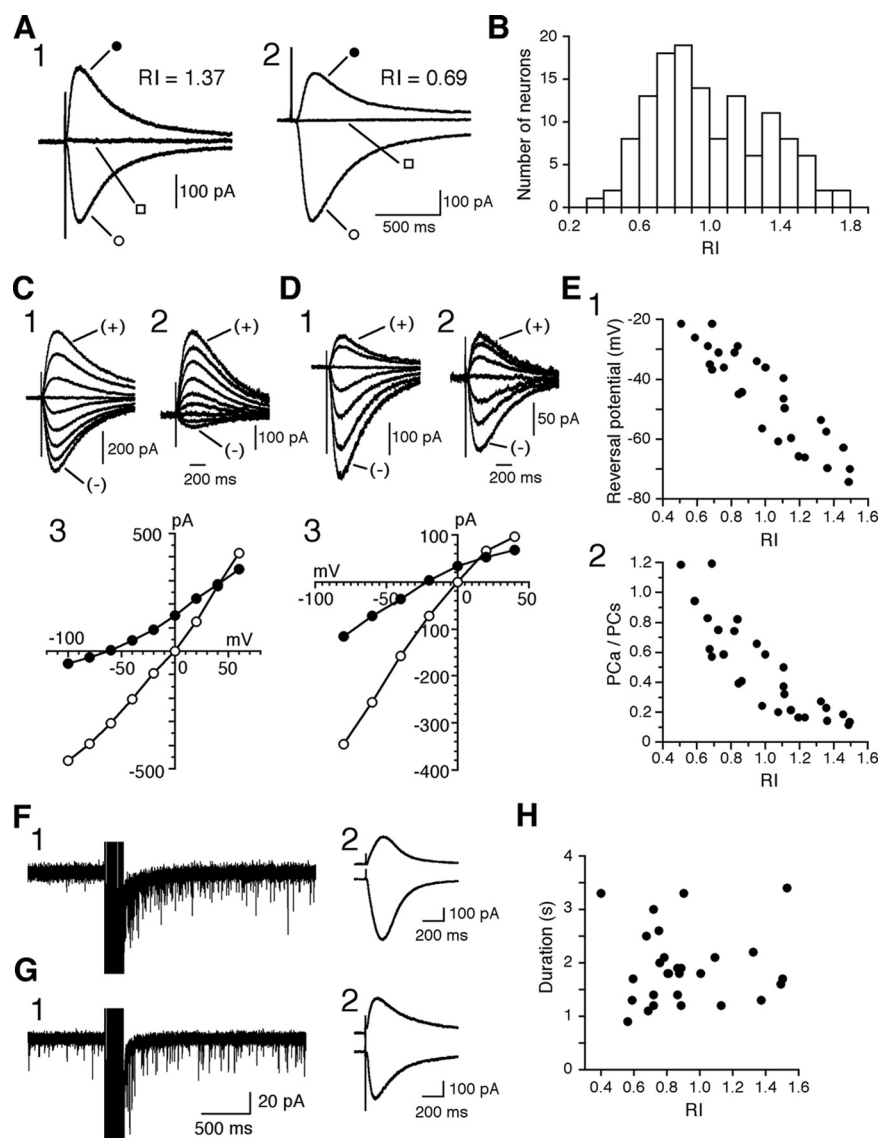 A
1
RI = 1.37
100 pA
2
RI = 0.69
100 pA
500 ms
B
Number of neurons
20
15
10
5
0
0.2 0.6 1.0 1.4 1.8
RI
C
1
(+)
(-)
200 pA
2
(+)
(-)
100 pA
200 ms
3
500
pA
-100
-50 0 50
mV
-500
D
1
(+)
(-)
100 pA
2
(+)
(-)
50 pA
200 ms
3
pA
100
mV
-100 -50 0 50
-100
-200
-300
-400
E
1
Reversal potential (mV)
-20
-40
-60
-80
0.4 0.6 0.8 1.0 1.2 1.4 1.6
RI
2
PCa / PCs
1.2
1.0
0.8
0.6
0.4
0.2
0
0.4 0.6 0.8 1.0 1.2 1.4 1.6
RI
F
1
2
100 pA
200 ms
G
1
20 pA
500 ms
2
100 pA
200 ms
H
Duration (s)
4
3
2
1
0
0.4 0.6 0.8 1.0 1.2 1.4 1.6
RI